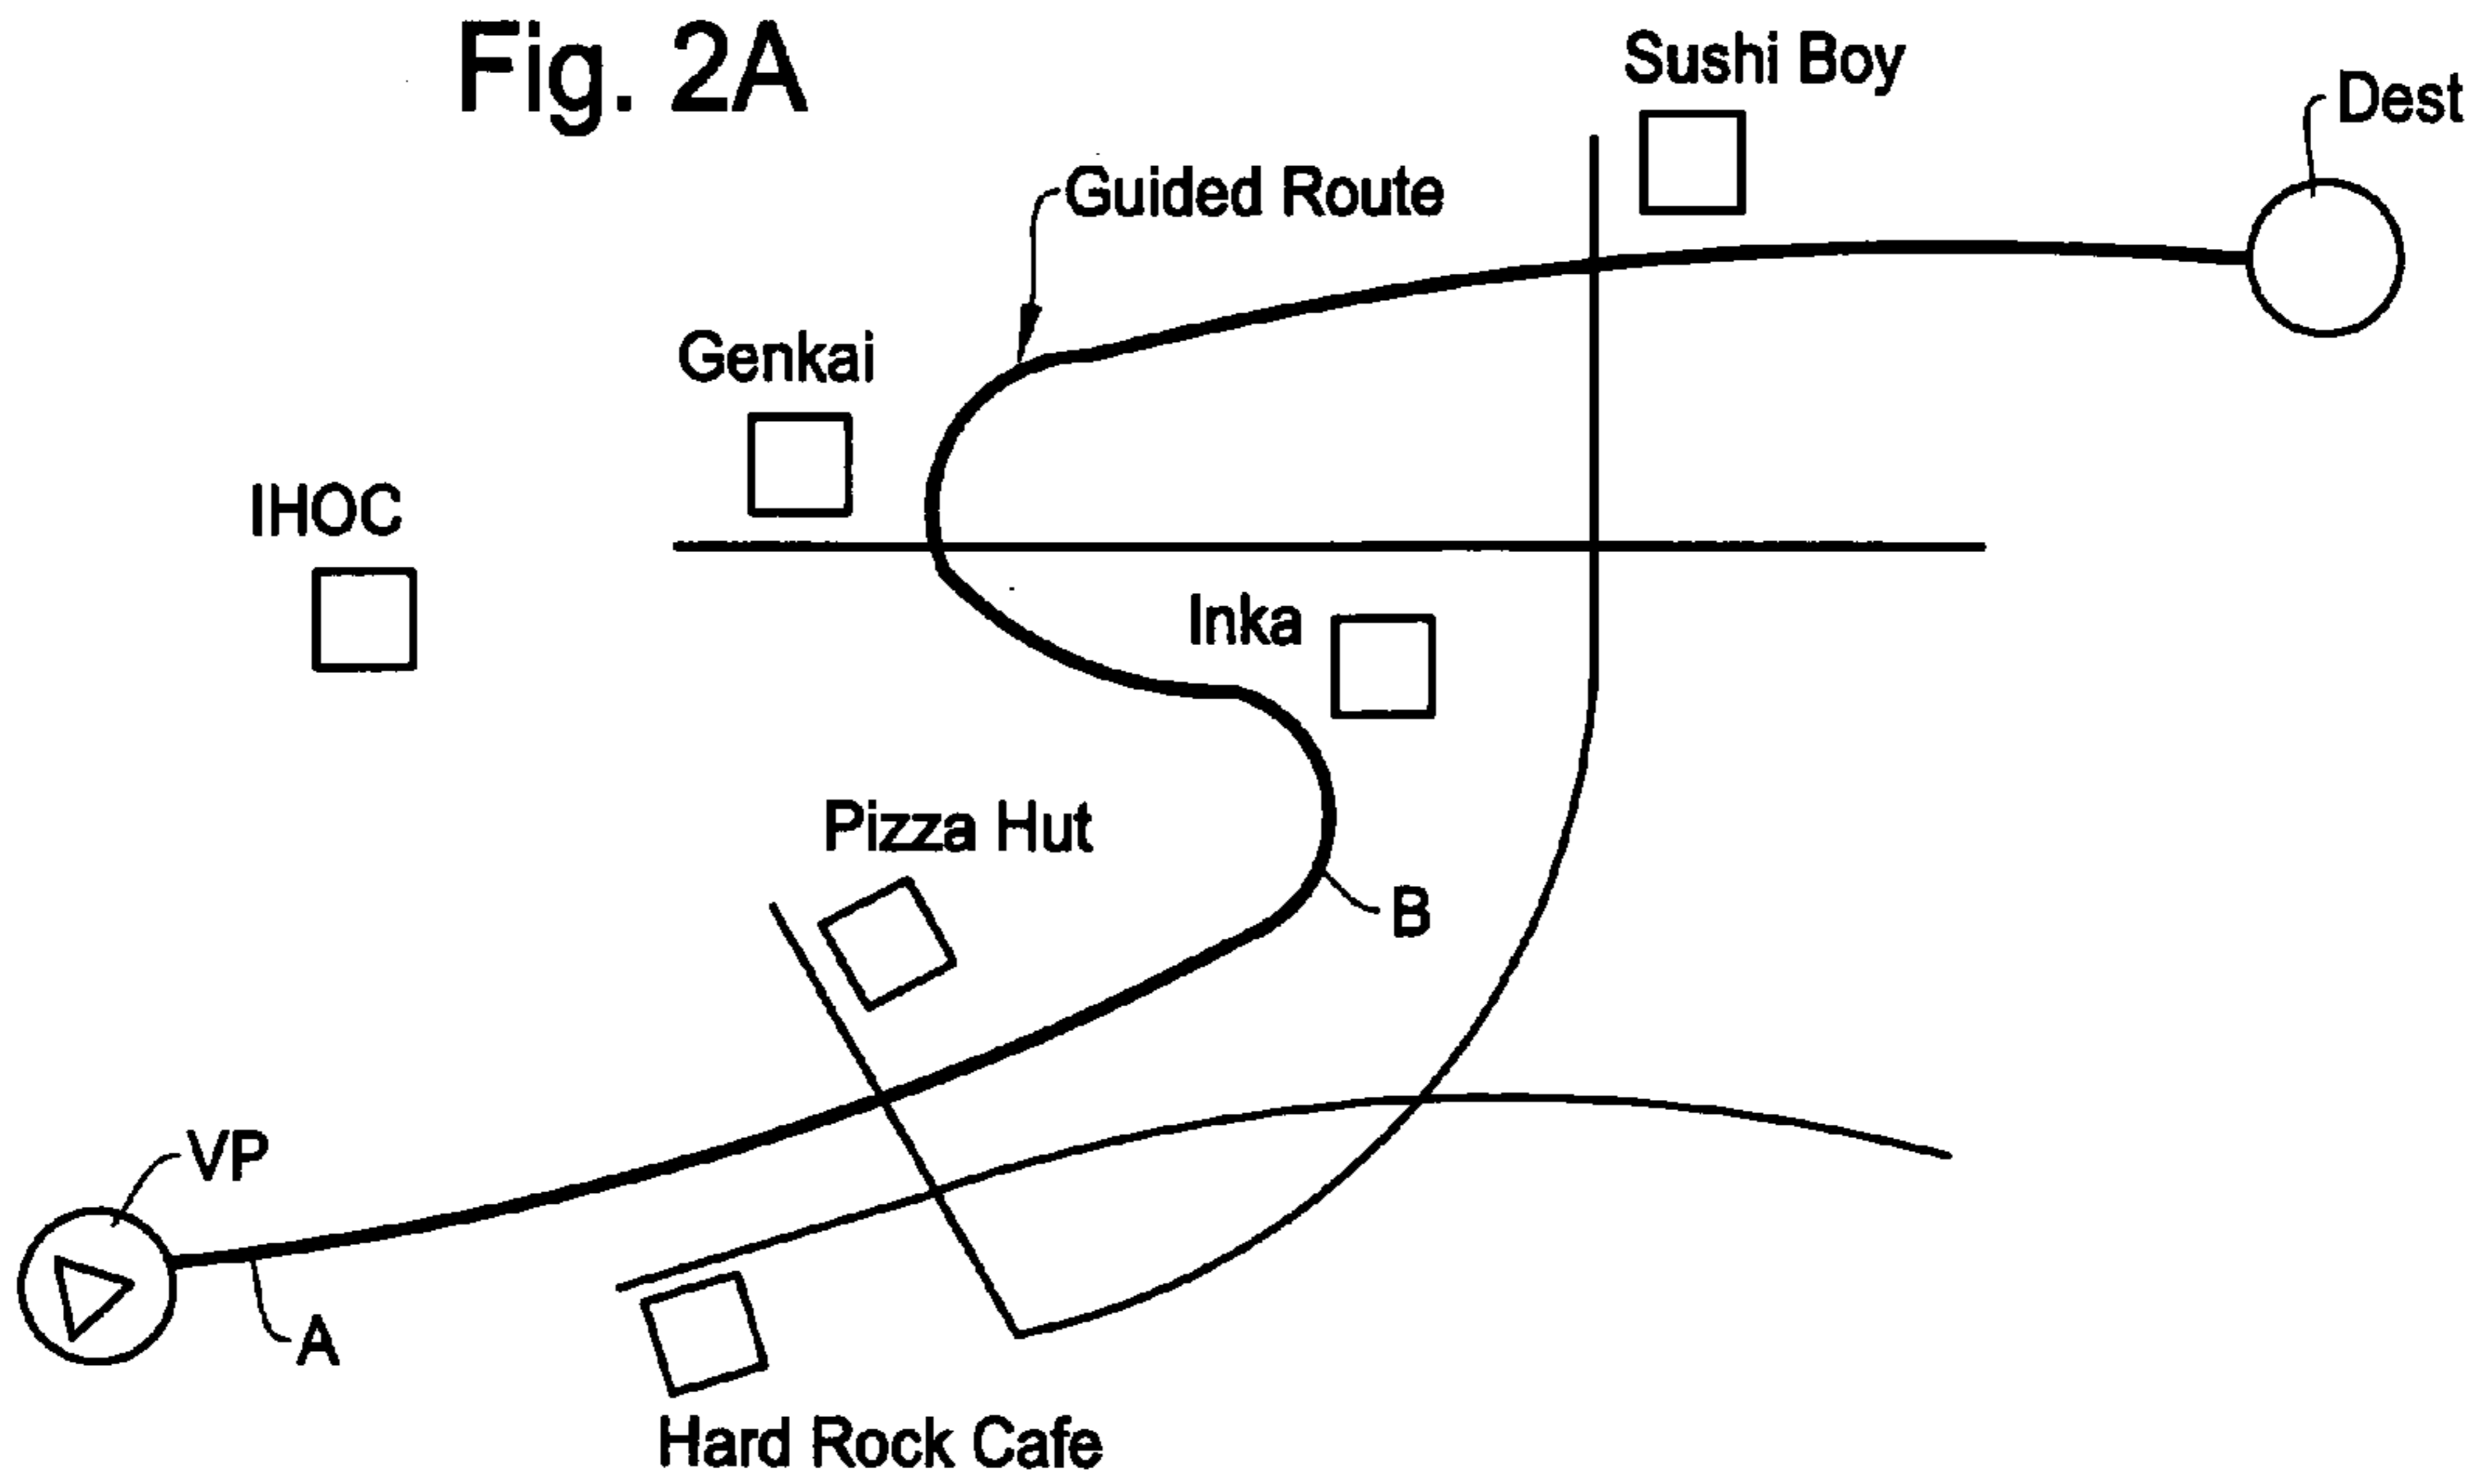 Fig. 2A
Sushi Boy
Dest
Guided Route
Genkai
IHOC
Inka
Pizza Hut
B
VP
A
Hard Rock Cafe